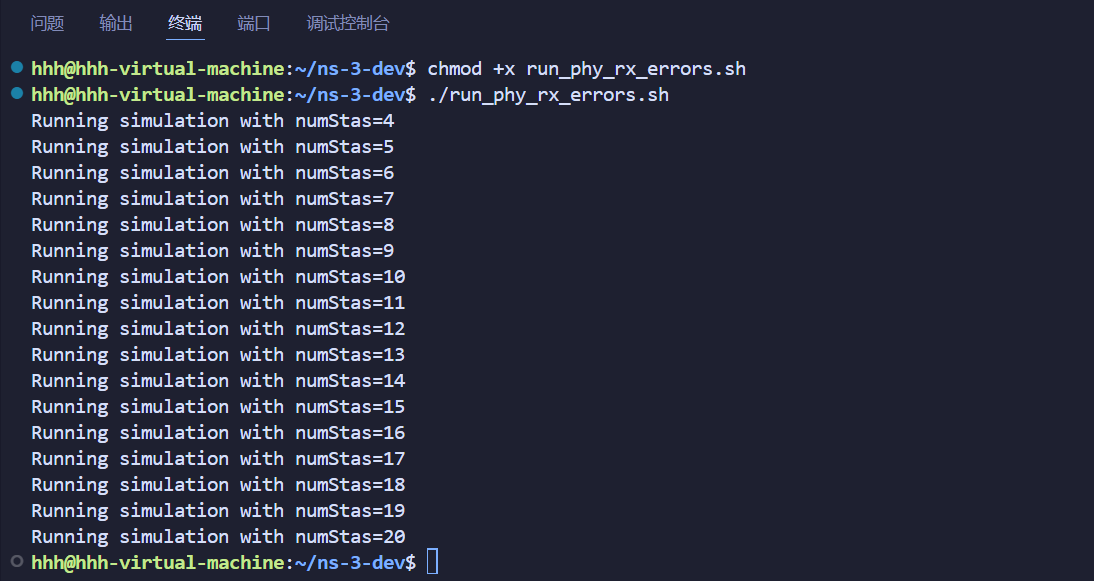 问题 输出 终端 端口 调试控制台
hhh@hhh-virtual-machine:~/ns-3-dev$ chmod +x run_phy_rx_errors.sh
hhh@hhh-virtual-machine:~/ns-3-dev$ ./run_phy_rx_errors.sh
Running simulation with numStas=4
Running simulation with numStas=5
Running simulation with numStas=6
Running simulation with numStas=7
Running simulation with numStas=8
Running simulation with numStas=9
Running simulation with numStas=10
Running simulation with numStas=11
Running simulation with numStas=12
Running simulation with numStas=13
Running simulation with numStas=14
Running simulation with numStas=15
Running simulation with numStas=16
Running simulation with numStas=17
Running simulation with numStas=18
Running simulation with numStas=19
Running simulation with numStas=20
hhh@hhh-virtual-machine:~/ns-3-dev$